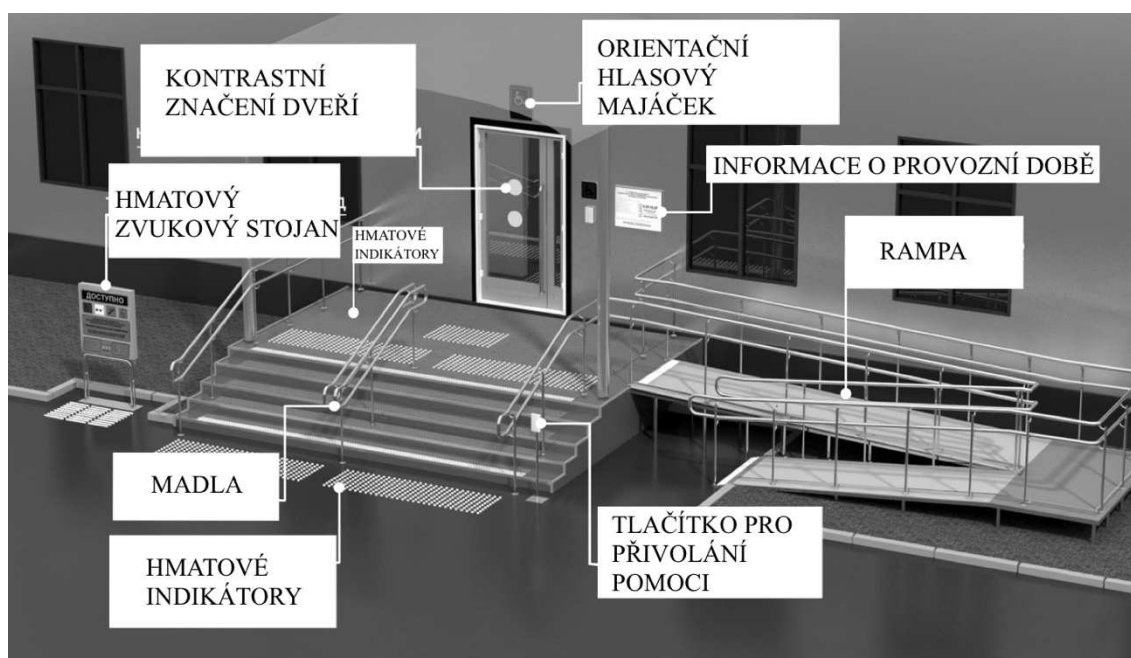 KONTRASTNÍ
ZNAČENÍ DVEŘÍ
ORIENTAČNÍ
HLASOVÝ
MAJÁČEK
INFORMACE O PROVOZNÍ DOBĚ
HMATOVÝ
ZVUKOVÝ STOJAN
HMATOVÉ
INDIKÁTORY
RAMPA
ДОСТУПНО
MADLA
HMATOVÉ
INDIKÁTORY
TLAČÍTKO PRO
PŘIVOLÁNÍ
POMOCI